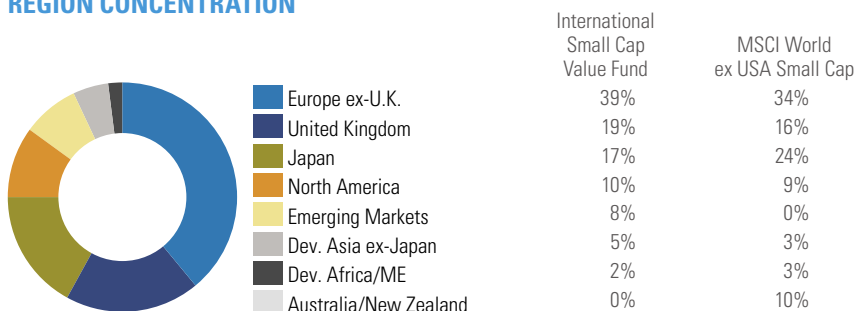 REGION CONCENTRATION
International
Small Cap
Value Fund
MSCI World
ex USA Small Cap
Europe ex-U.K. 39% 34%
United Kingdom 19% 16%
Japan 17% 24%
North America 10% 9%
Emerging Markets 8% 0%
Dev. Asia ex-Japan 5% 3%
Dev. Africa/ME 2% 3%
Australia/New Zealand 0% 10%